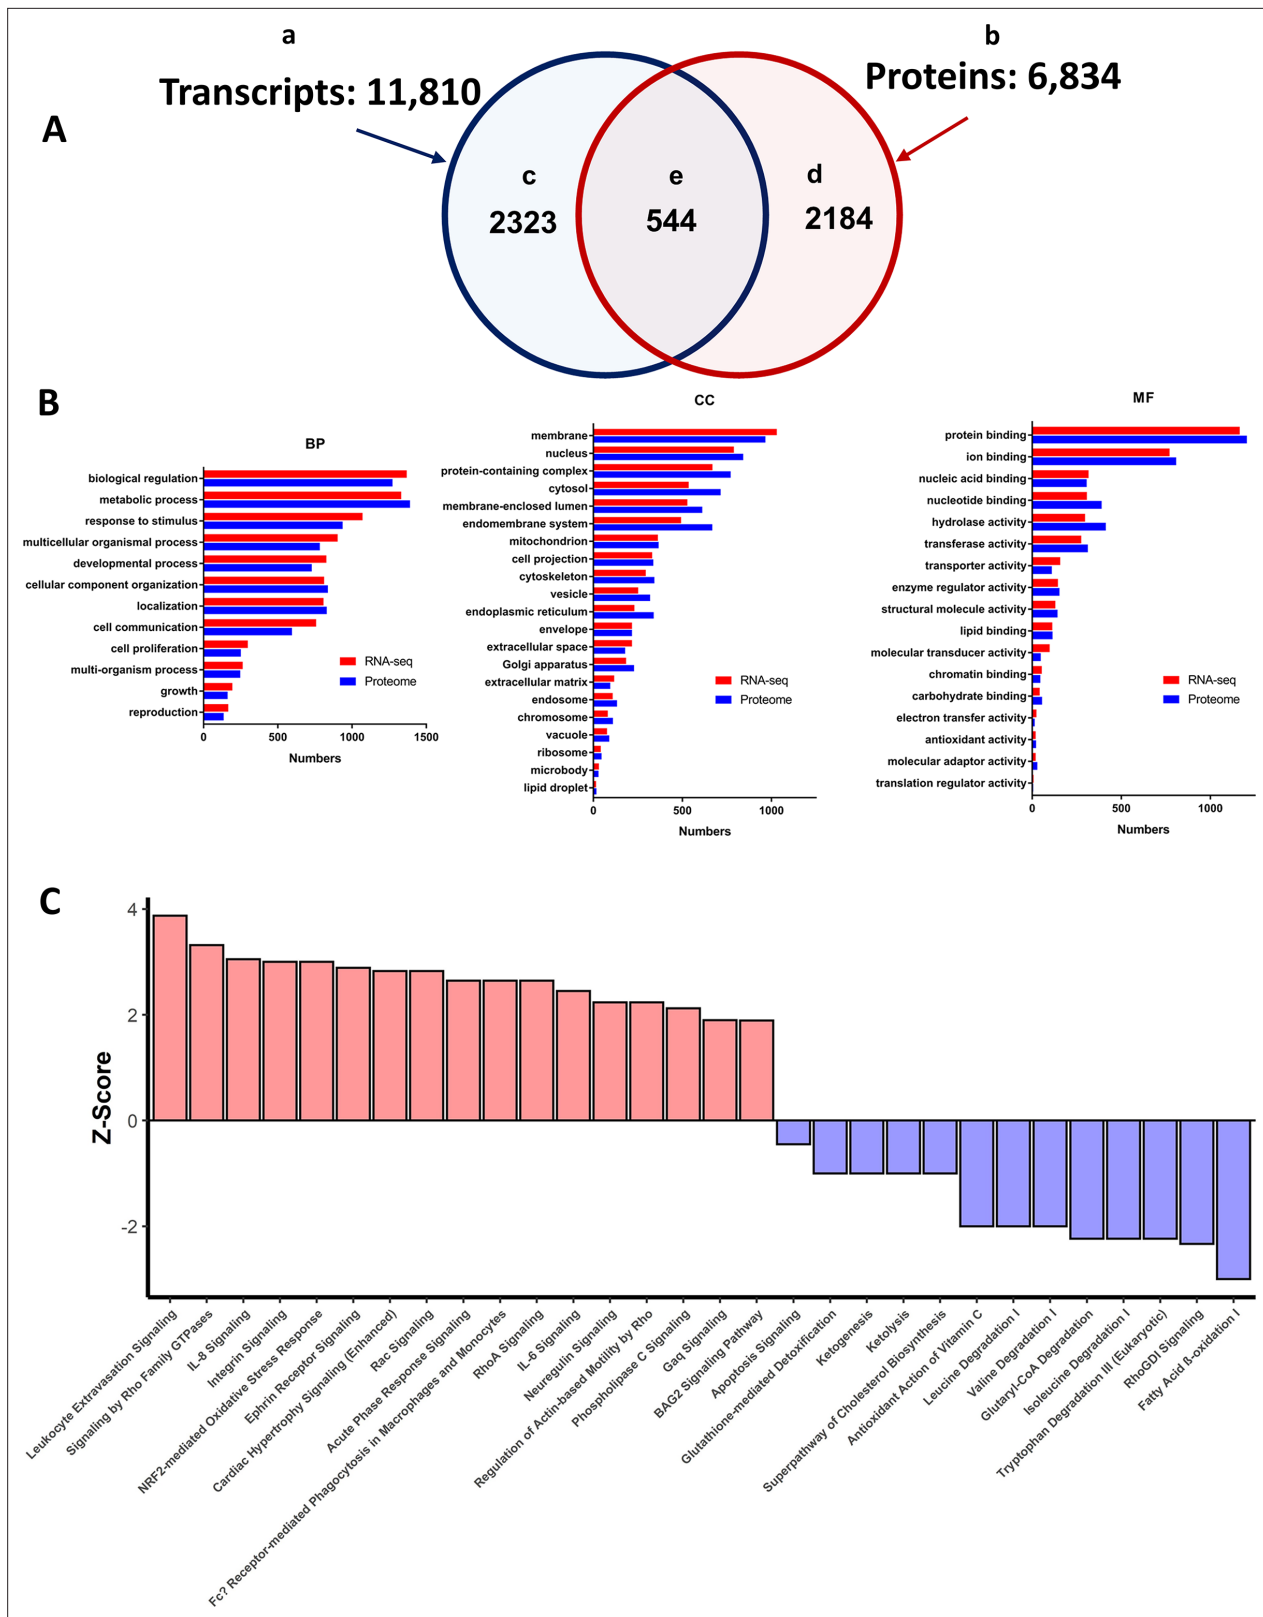 a
b
Transcripts: 11,810
Proteins: 6,834
A
c
e
d
2323
544
2184
B
BP
biological regulation
metabolic process
response to stimulus
multicellular organismal process
developmental process
cellular component organization
localization
cell communication
cell proliferation
multi-organism process
growth
reproduction
RNA-seq
Proteome
0 500 1000 1500
Numbers
CC
membrane
nucleus
protein-containing complex
cytosol
membrane-enclosed lumen
endomembrane system
mitochondrion
cell projection
cytoskeleton
vesicle
endoplasmic reticulum
envelope
extracellular space
Golgi apparatus
extracellular matrix
endosome
chromosome
vacuole
ribosome
microbody
lipid droplet
RNA-seq
Proteome
0 500 1000
Numbers
MF
protein binding
ion binding
nucleic acid binding
nucleotide binding
hydrolase activity
transferase activity
transporter activity
enzyme regulator activity
structural molecule activity
lipid binding
molecular transducer activity
chromatin binding
carbohydrate binding
electron transfer activity
antioxidant activity
molecular adaptor activity
translation regulator activity
RNA-seq
Proteome
0 500 1000
Numbers
C
Z-Score
4
2
0
-2
Leukocyte Extravasation Signaling
Signaling by Rho Family GTPases
IL-8 Signaling
Integrin Signaling
NRF2-mediated Oxidative Stress Response
Ephrin Receptor Signaling
Cardiac Hypertrophy Signaling (Enhanced)
Rac Signaling
Acute Phase Response Signaling
Fc? Receptor-mediated Phagocytosis in Macrophages and Monocytes
RhoA Signaling
IL-6 Signaling
Neuregulin Signaling
Regulation of Actin-based Motility by Rho
Phospholipase C Signaling
Gaq Signaling
BAG2 Signaling Pathway
Apoptosis Signaling
Glutathione-mediated Detoxification
Ketogenesis
Ketolysis
Superpathway of Cholesterol Biosynthesis
Antioxidant Action of Vitamin C
Leucine Degradation I
Valine Degradation I
Glutaryl-CoA Degradation
Isoleucine Degradation I
Tryptophan Degradation III (Eukaryotic)
RhoGDI Signaling
Fatty Acid ß-oxidation I